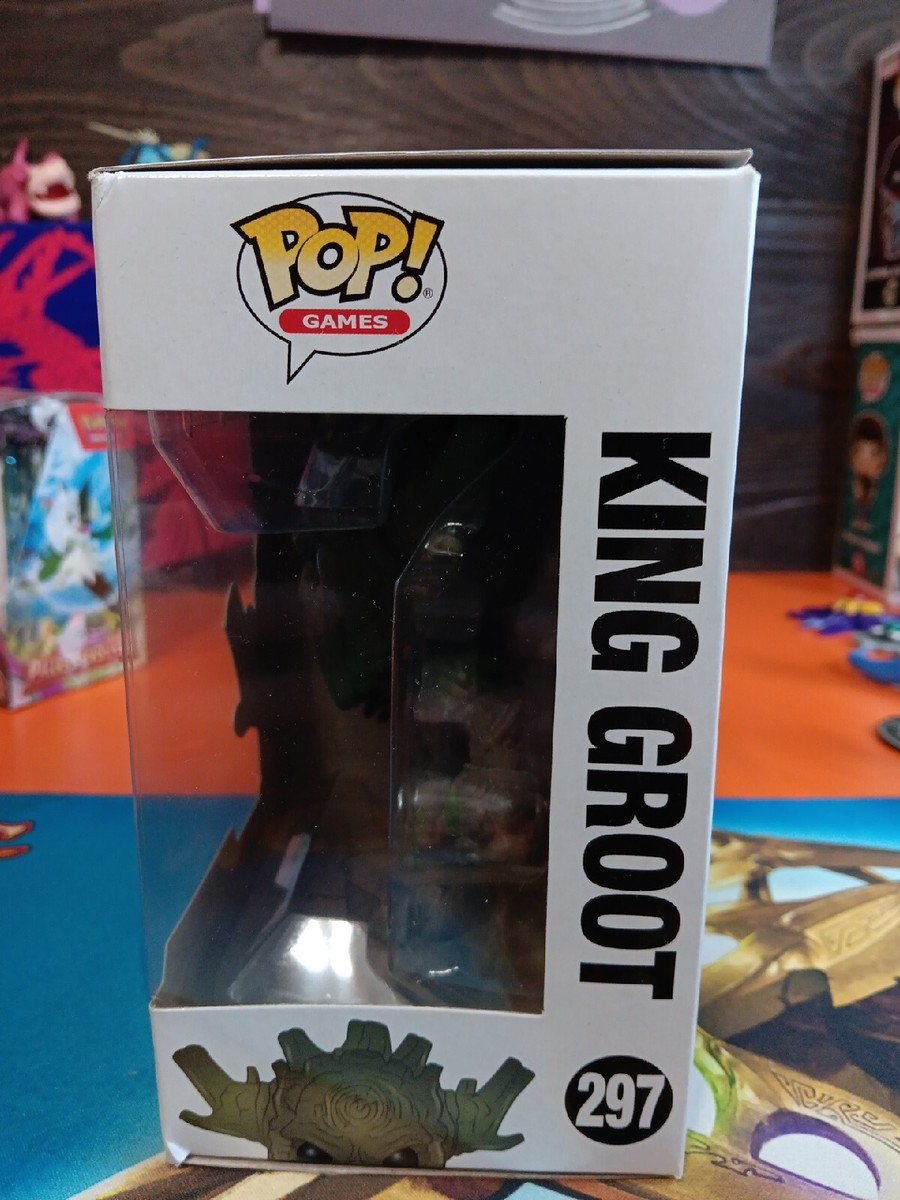 POP!
®
GAMES
KING GROOT
297